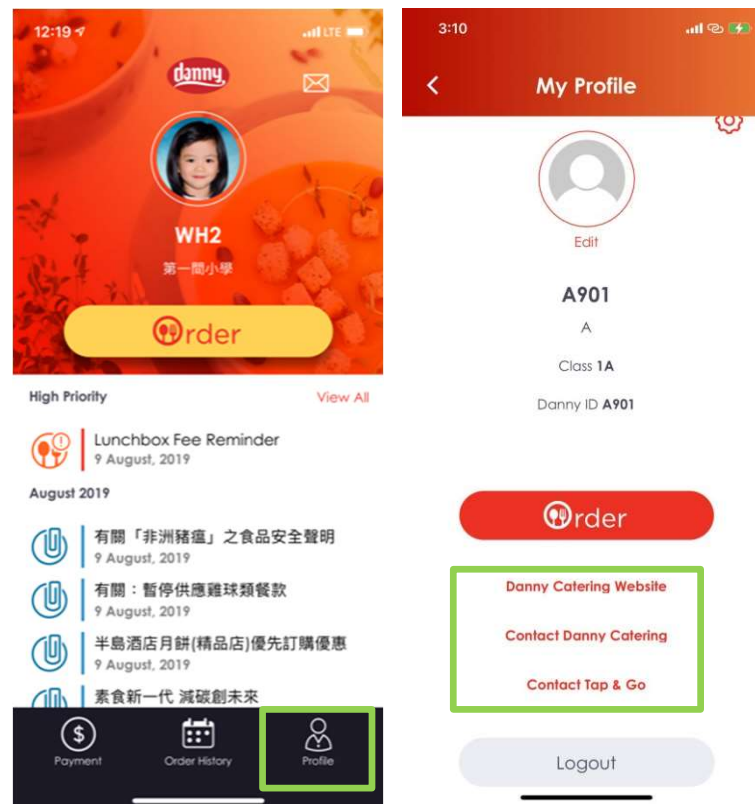 12:19
LTE
danny
WH2
第一間小學
Order
High Priority
View All
Lunchbox Fee Reminder
9 August, 2019
August 2019
有關「非洲豬瘟」之食品安全聲明
9 August, 2019
有關：暫停供應雞球類餐款
9 August, 2019
半島酒店月餅(精品店)優先訂購優惠
9 August, 2019
素食新一代 減碳創未來
Payment
Order History
Profile
3:10
My Profile
Edit
A901
A
Class 1A
Danny ID A901
Order
Danny Catering Website
Contact Danny Catering
Contact Tap & Go
Logout